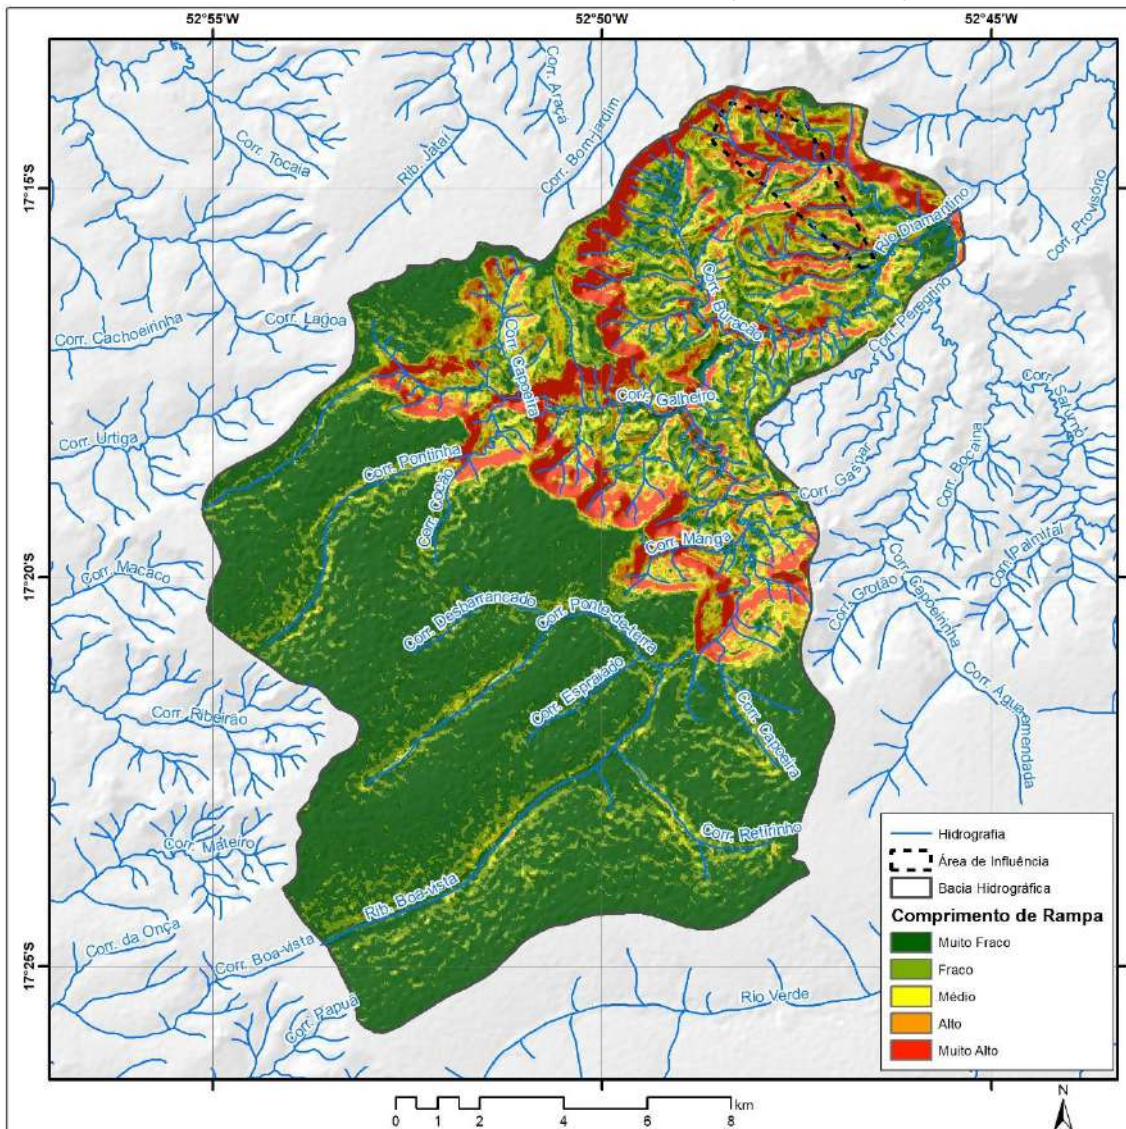 52°55'W
52°50'W
52°45'W
17°15'S
17°20'S
17°25'S
Corr. Tocaia
Rib. Jataí
Corr. Araçá
Corr. Bom-jardim
Rio Diamantino
Corr. Provisório
Corr. Cachoeirinha
Corr. Lagoa
Corr. Buracão
Corr. Peregrino
Corr. Capoeira
Corr. Galheiro
Corr. Saturno
Corr. Urtiga
Corr. Pontinha
Corr. Gaspar
Corr. Bocaina
Corr. Cocão
Corr. Manga
Corr. Palmital
Corr. Macaco
Corr. Desbarrancado
Corr. Ponte-de-terra
Corr. Grotão
Corr. Capoeirinha
Corr. Espraiado
Corr. Ribeirão
Corr. Capoeira
Corr. Água-emendada
Corr. Mateiro
Corr. Retirinho
Rib. Boa-vista
Corr. da Onça
Corr. Boa-vista
Corr. Papuã
Rio Verde
Hidrografia
Área de Influência
Bacia Hidrográfica
Comprimento de Rampa
Muito Fraco
Fraco
Médio
Alto
Muito Alto
km
0 1 2 4 6 8
N